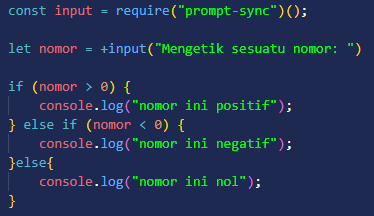 const input = require("prompt-sync")();
let nomor = +input("Mengetik sesuatu nomor: ")
if (nomor > 0) {
console.log("nomor ini positif");
} else if (nomor < 0) {
console.log("nomor ini negatif");
}else{
console.log("nomor ini nol");
}